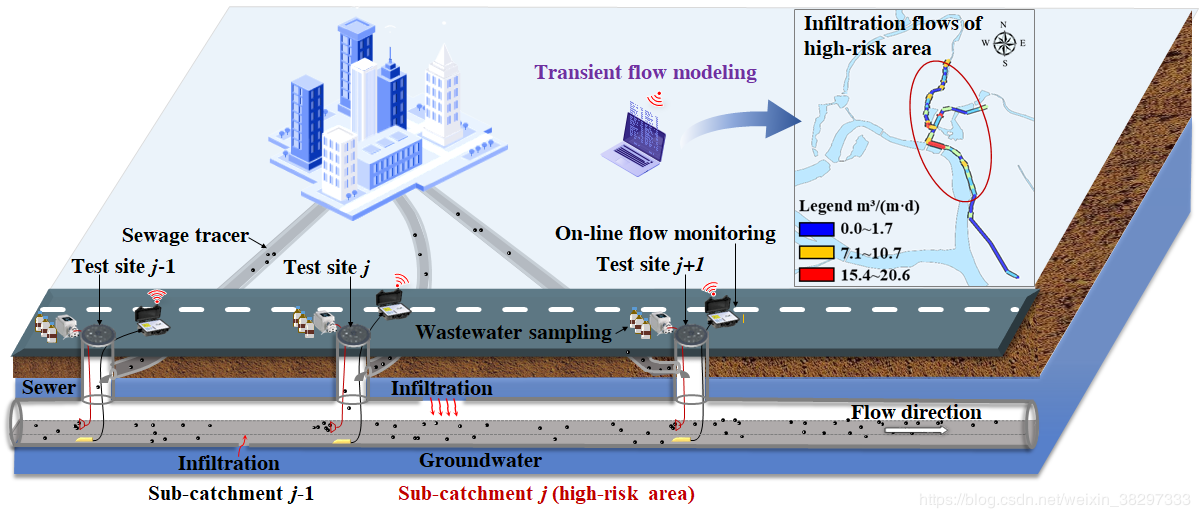 Infiltration flows of
high-risk area
N
W E
S
Transient flow modeling
Legend m³/(m·d)
0.0~1.7
7.1~10.7
15.4~20.6
Sewage tracer
On-line flow monitoring
Test site j-1
Test site j
Test site j+1
Wastewater sampling
Sewer
Infiltration
Flow direction
Infiltration
Groundwater
Sub-catchment j-1
Sub-catchment j (high-risk area)
https://blog.csdn.net/weixin_38297333